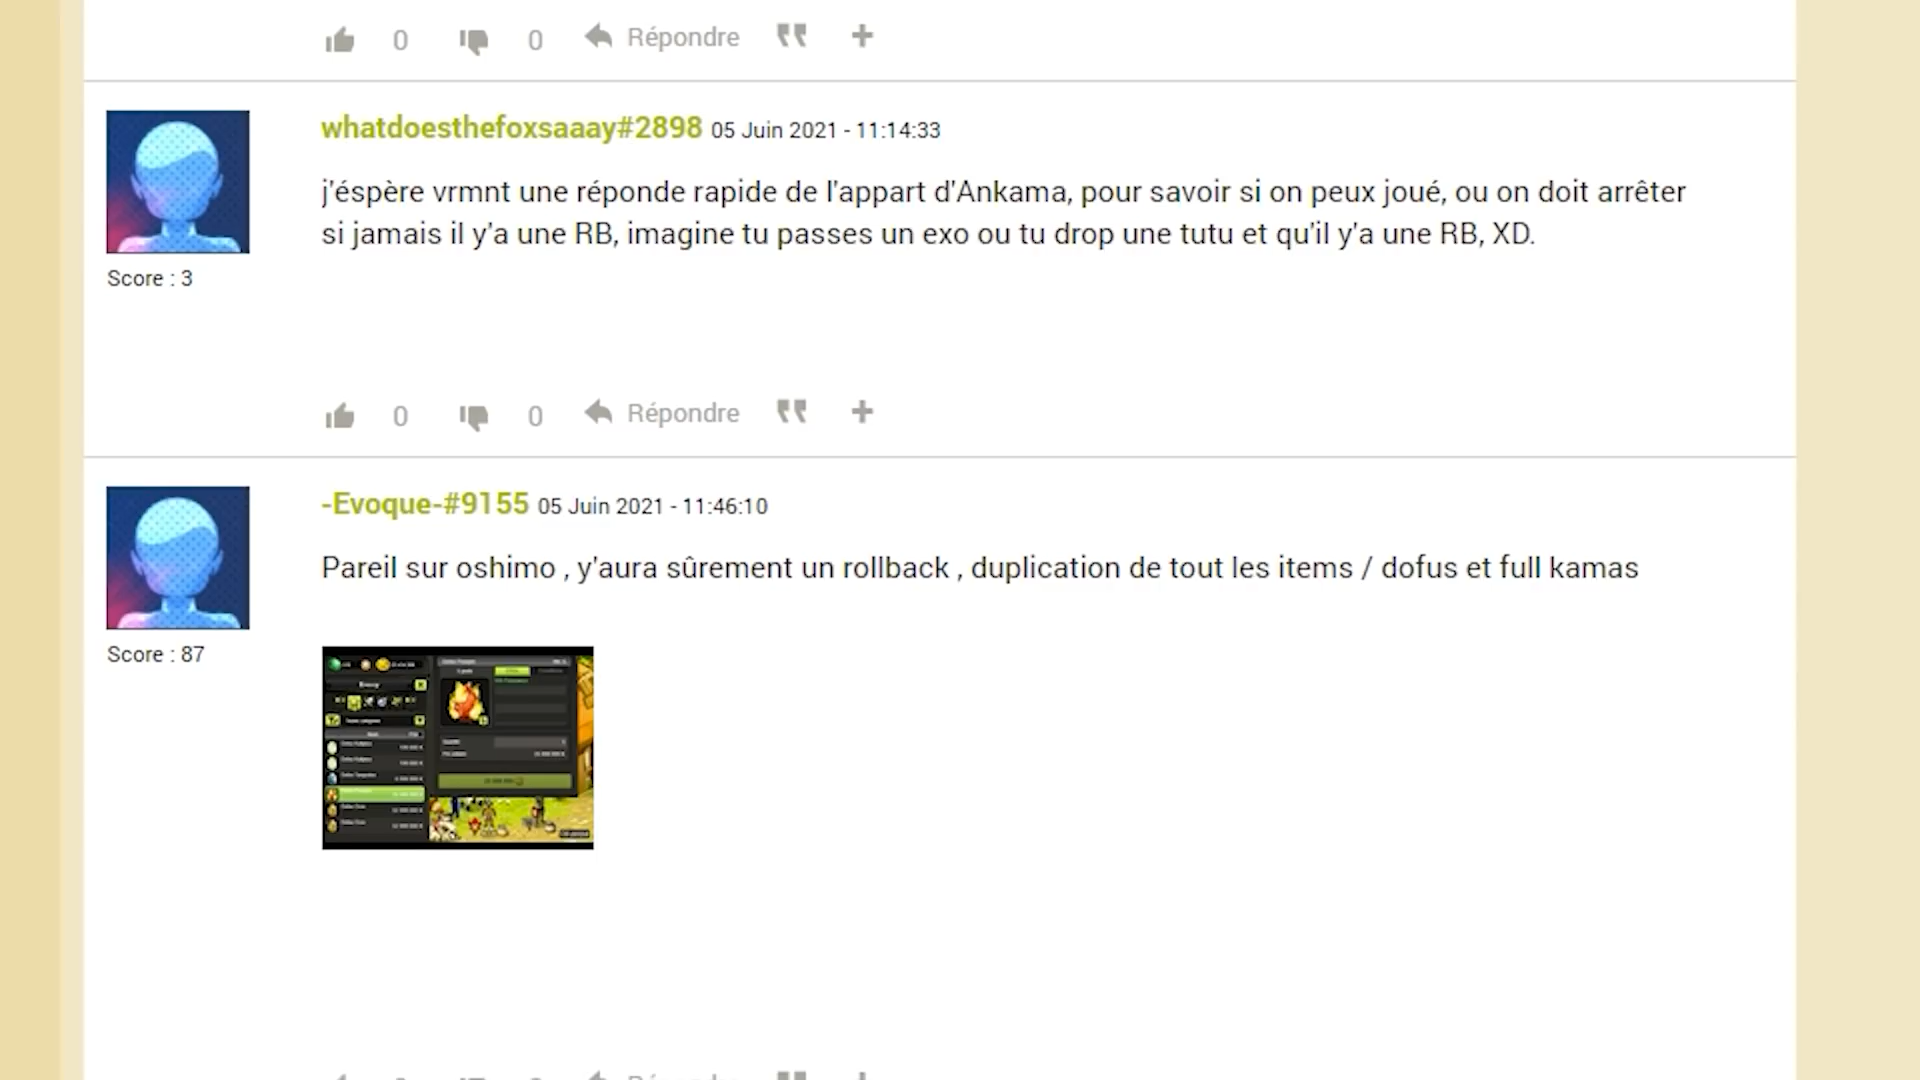 0 0 Répondre
whatdoesthefoxsaaay#2898 05 Juin 2021 - 11:14:33
j'éspère vrmnt une réponde rapide de l'appart d'Ankama, pour savoir si on peux joué, ou on doit arrêter
si jamais il y'a une RB, imagine tu passes un exo ou tu drop une tutu et qu'il y'a une RB, XD.
Score : 3
0 0 Répondre
-Evoque-#9155 05 Juin 2021 - 11:46:10
Pareil sur oshimo , y'aura sûrement un rollback , duplication de tout les items / dofus et full kamas
Score : 87